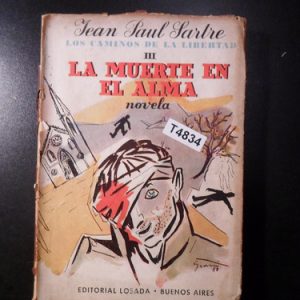 Jean Paul Sartre
LOS CAMINOS DE LA LIBERTAD
III
LA MUERTE EN
EL ALMA
novela
T4834
EDITORIAL LOSADA • BUENOS AIRES